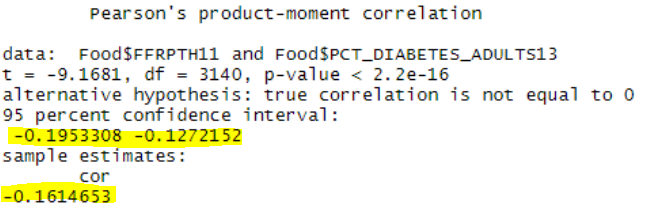 Pearson's product-moment correlation
data: Food$FFRPTH11 and Food$PCT_DIABETES_ADULTS13
t = -9.1681, df = 3140, p-value < 2.2e-16
alternative hypothesis: true correlation is not equal to 0
95 percent confidence interval:
-0.1953308 -0.1272152
sample estimates:
cor
-0.1614653